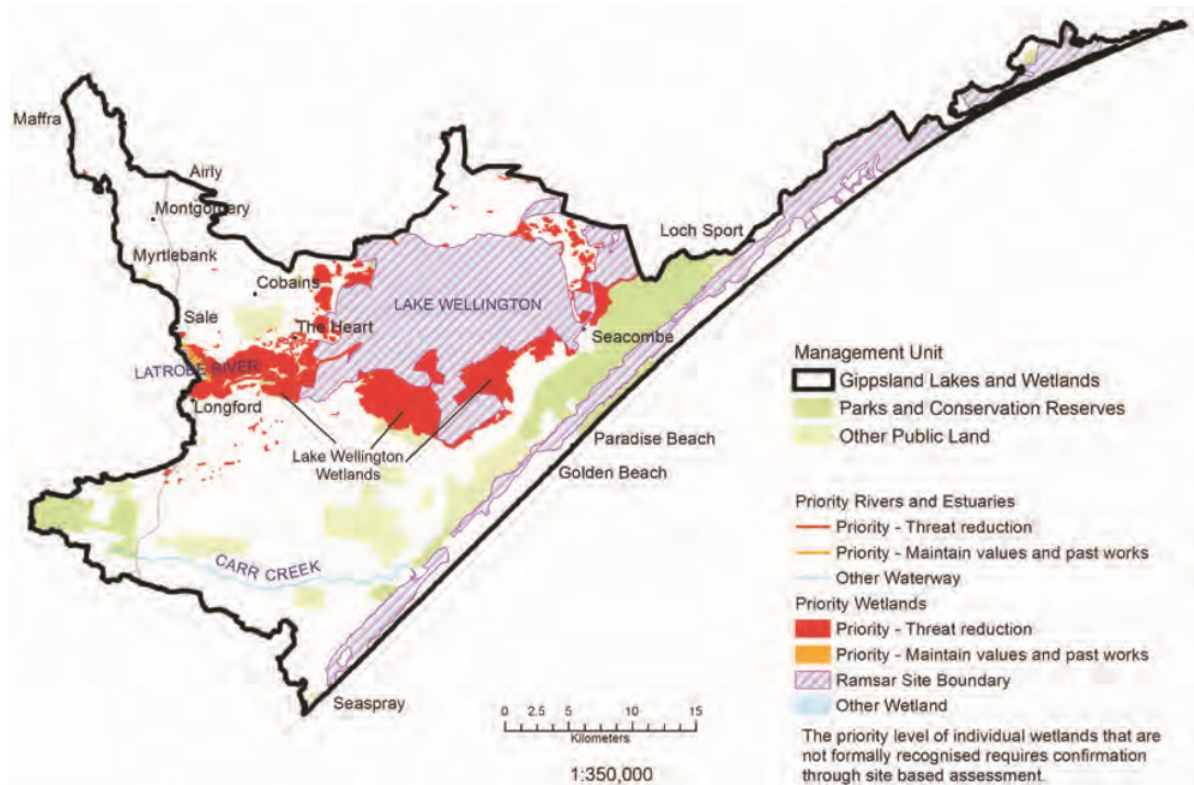 Maffra
Airly
Montgomery
Myrtlebank
Cobains
Loch Sport
LAKE WELLINGTON
Sale
The Heart
Seacombe
LATROBE RIVER
Longford
Lake Wellington
Wetlands
Paradise Beach
Golden Beach
CARR CREEK
Seaspray
0 2.5 5 10 15
Kilometers
1:350,000
Management Unit
Gippsland Lakes and Wetlands
Parks and Conservation Reserves
Other Public Land
Priority Rivers and Estuaries
Priority - Threat reduction
Priority - Maintain values and past works
Other Waterway
Priority Wetlands
Priority - Threat reduction
Priority - Maintain values and past works
Ramsar Site Boundary
Other Wetland
The priority level of individual wetlands that are
not formally recognised requires confirmation
through site based assessment.